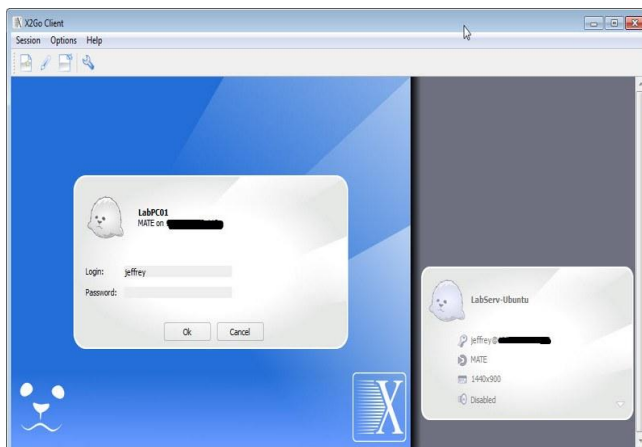 X2Go Client
Session Options Help
LabPC01
MATE on
Login: jeffrey
Password:
Ok Cancel
LabServ-Ubuntu
jeffrey@
MATE
1440x900
Disabled
X